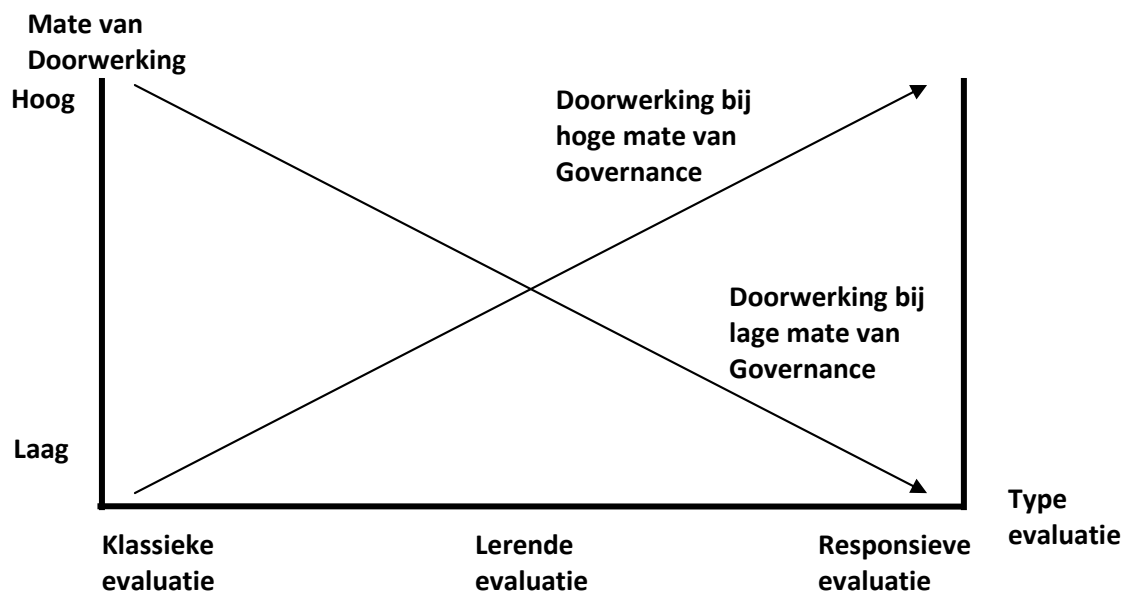 Mate van
Doorwerking
Hoog
Doorwerking bij
hoge mate van
Governance
Doorwerking bij
lage mate van
Governance
Laag
Type
evaluatie
Klassieke
evaluatie
Lerende
evaluatie
Responsieve
evaluatie